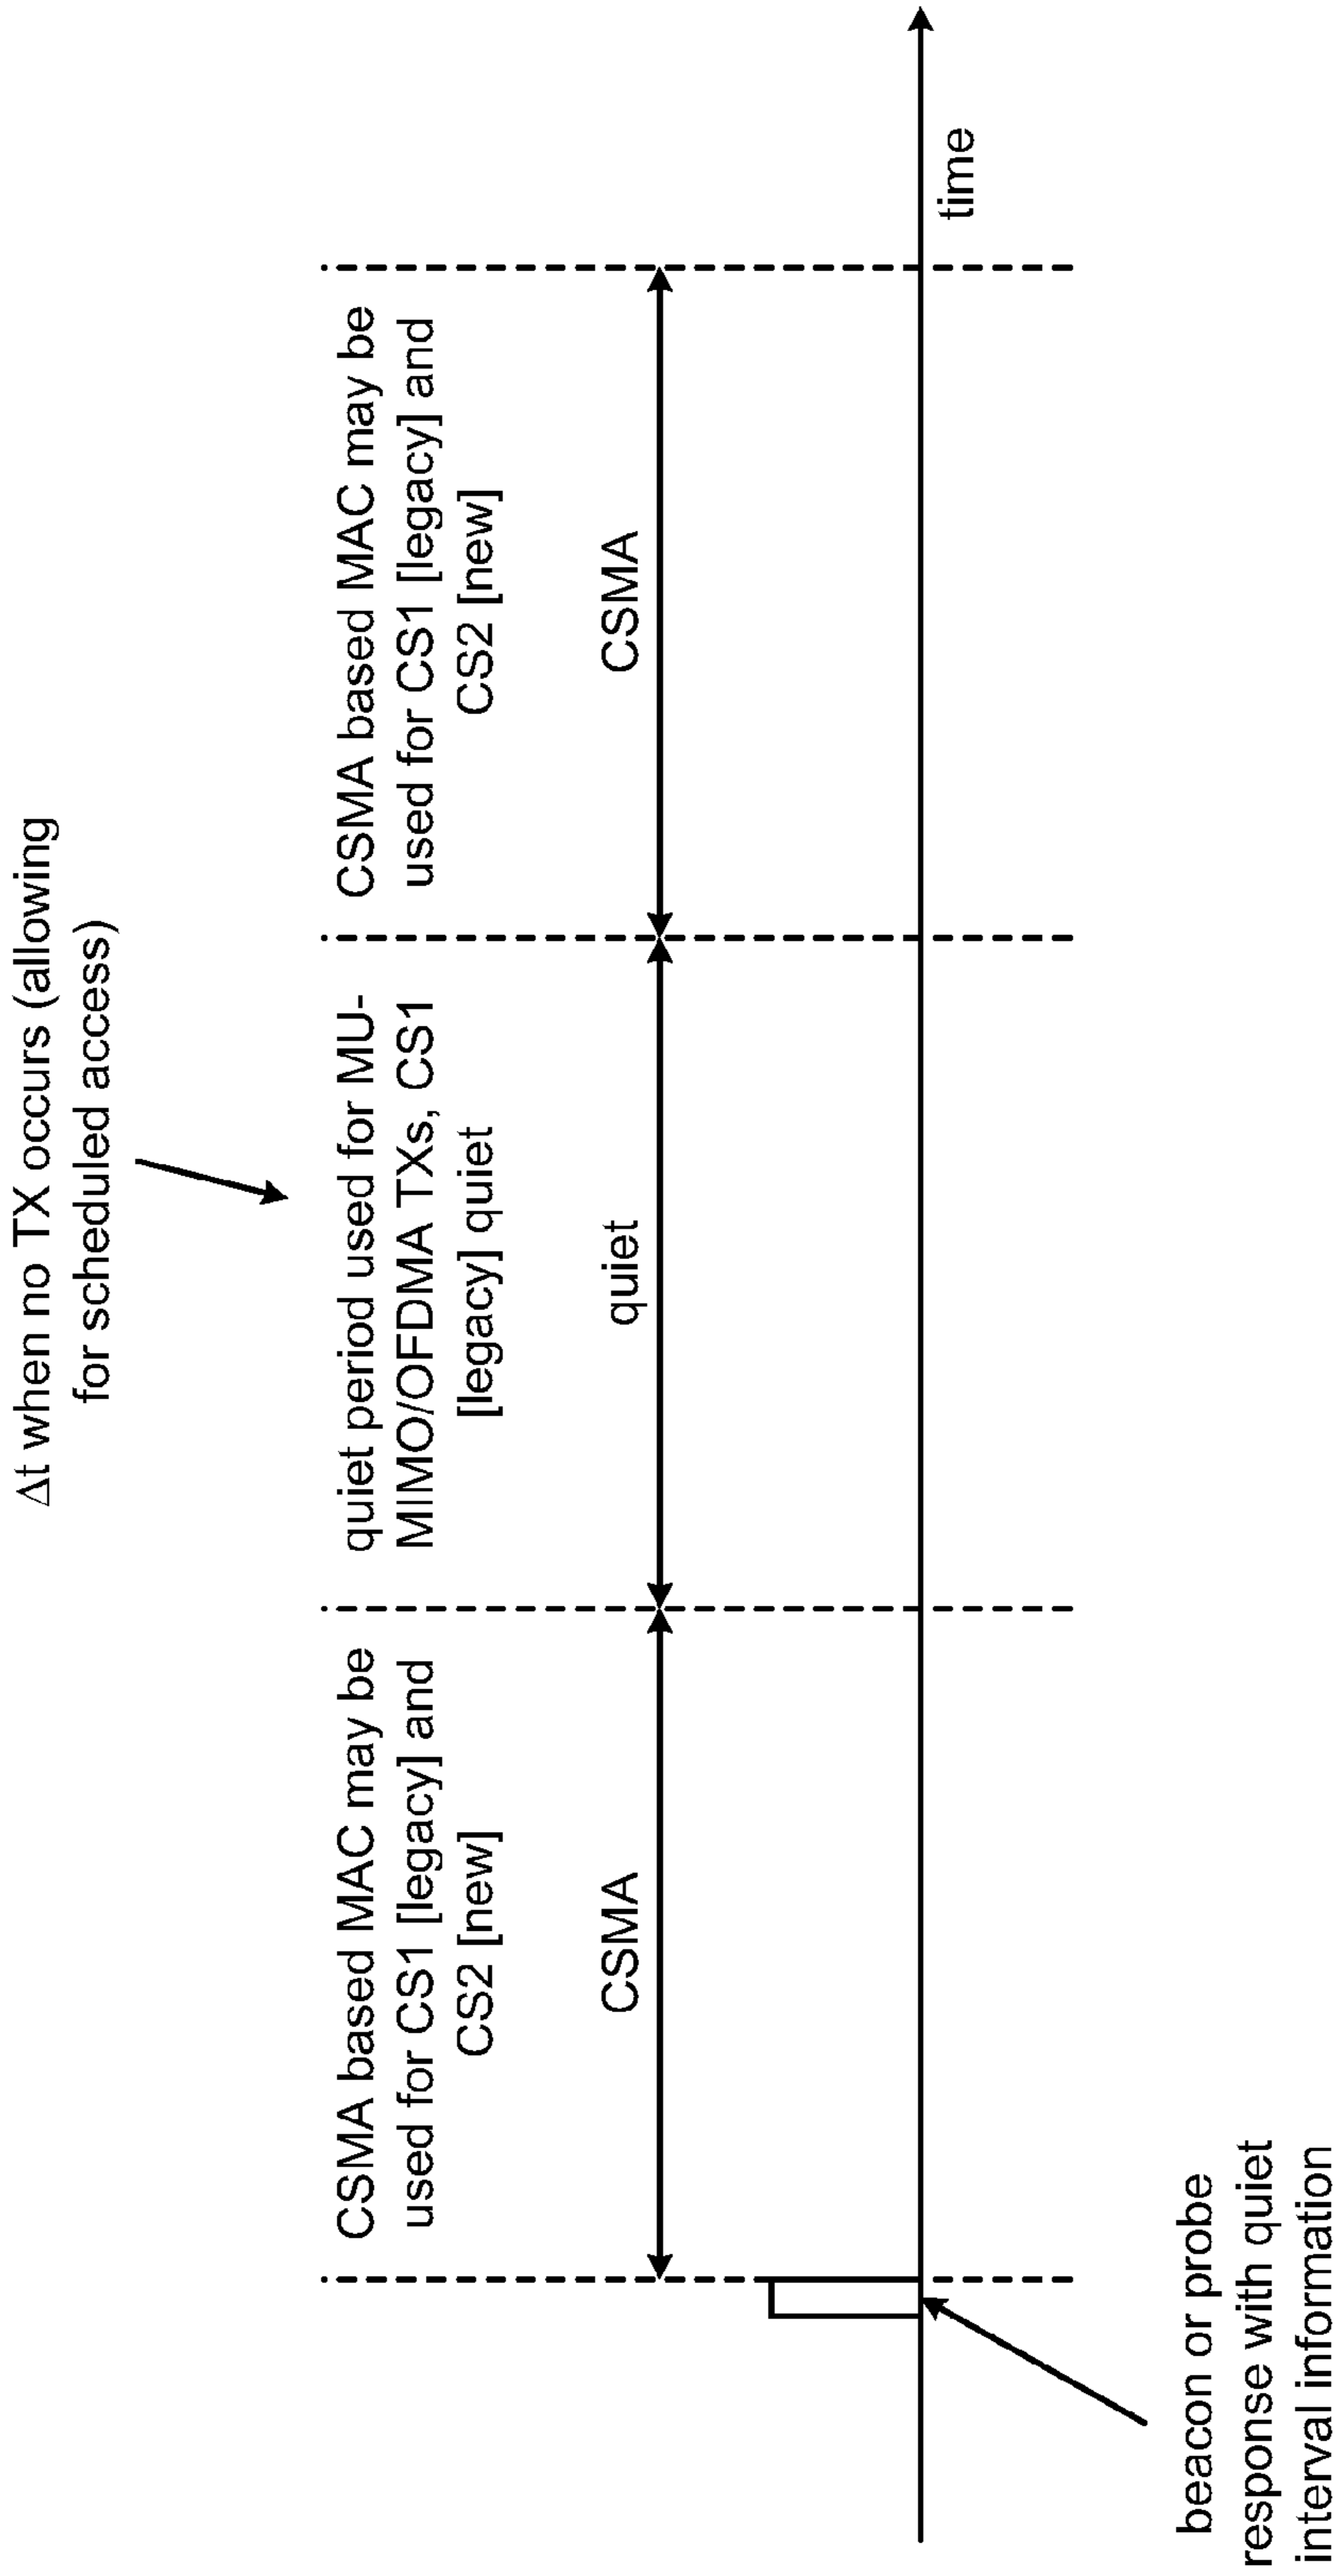 Δt when no TX occurs (allowing
for scheduled access)
CSMA based MAC may be
used for CS1 [legacy] and
CS2 [new]
quiet period used for MU-
MIMO/OFDMA TXs, CS1
[legacy] quiet
CSMA based MAC may be
used for CS1 [legacy] and
CS2 [new]
CSMA
quiet
CSMA
time
beacon or probe
response with quiet
interval information